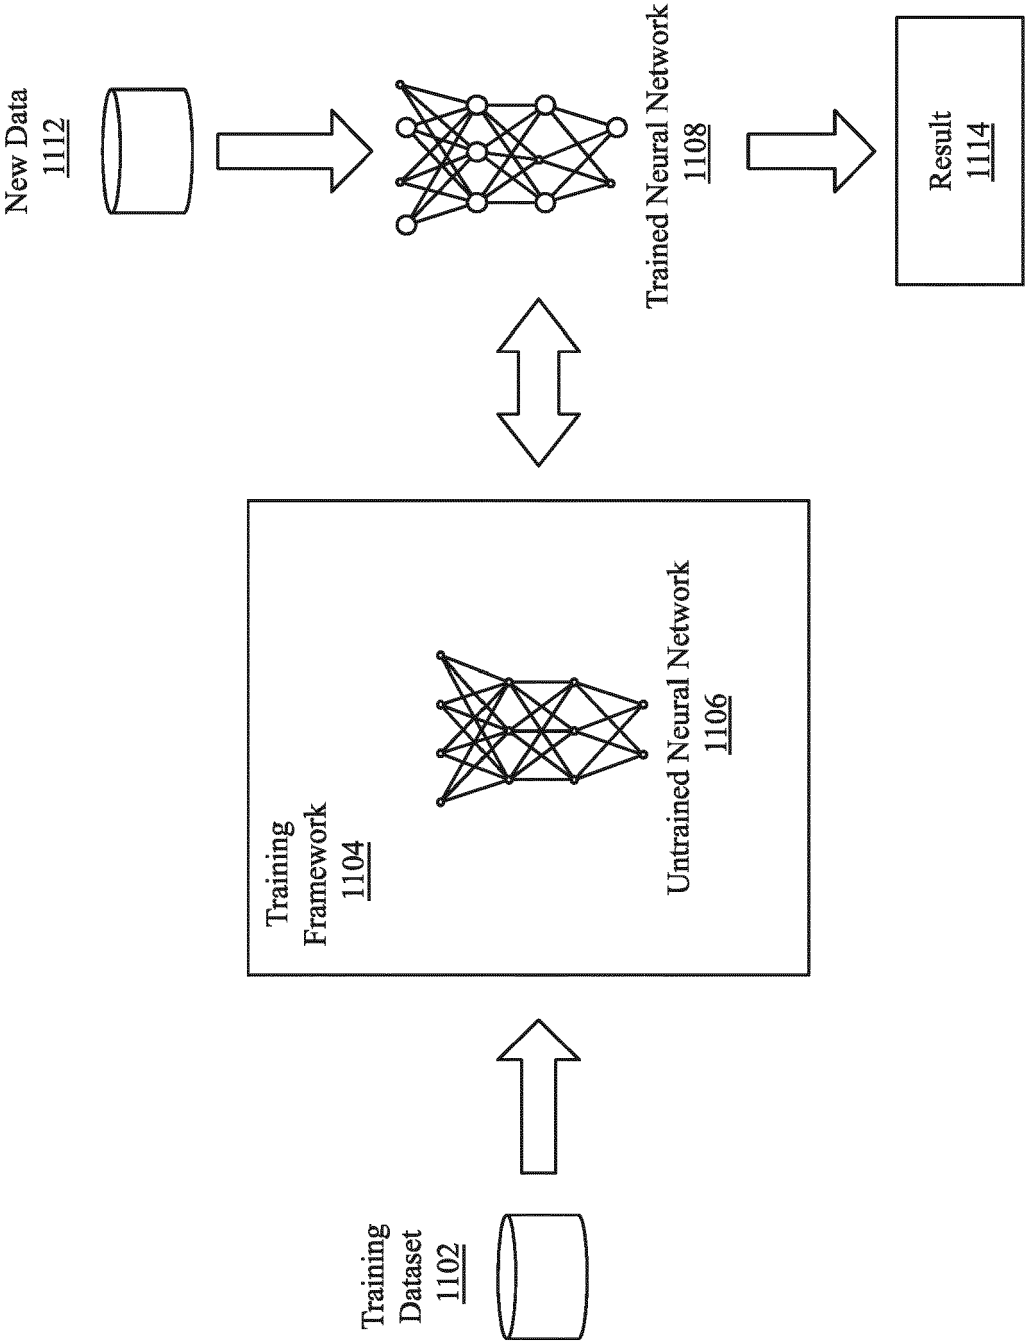 Training
Dataset
1102
Training
Framework
1104
Untrained Neural Network
1106
New Data
1112
Trained Neural Network
1108
Result
1114